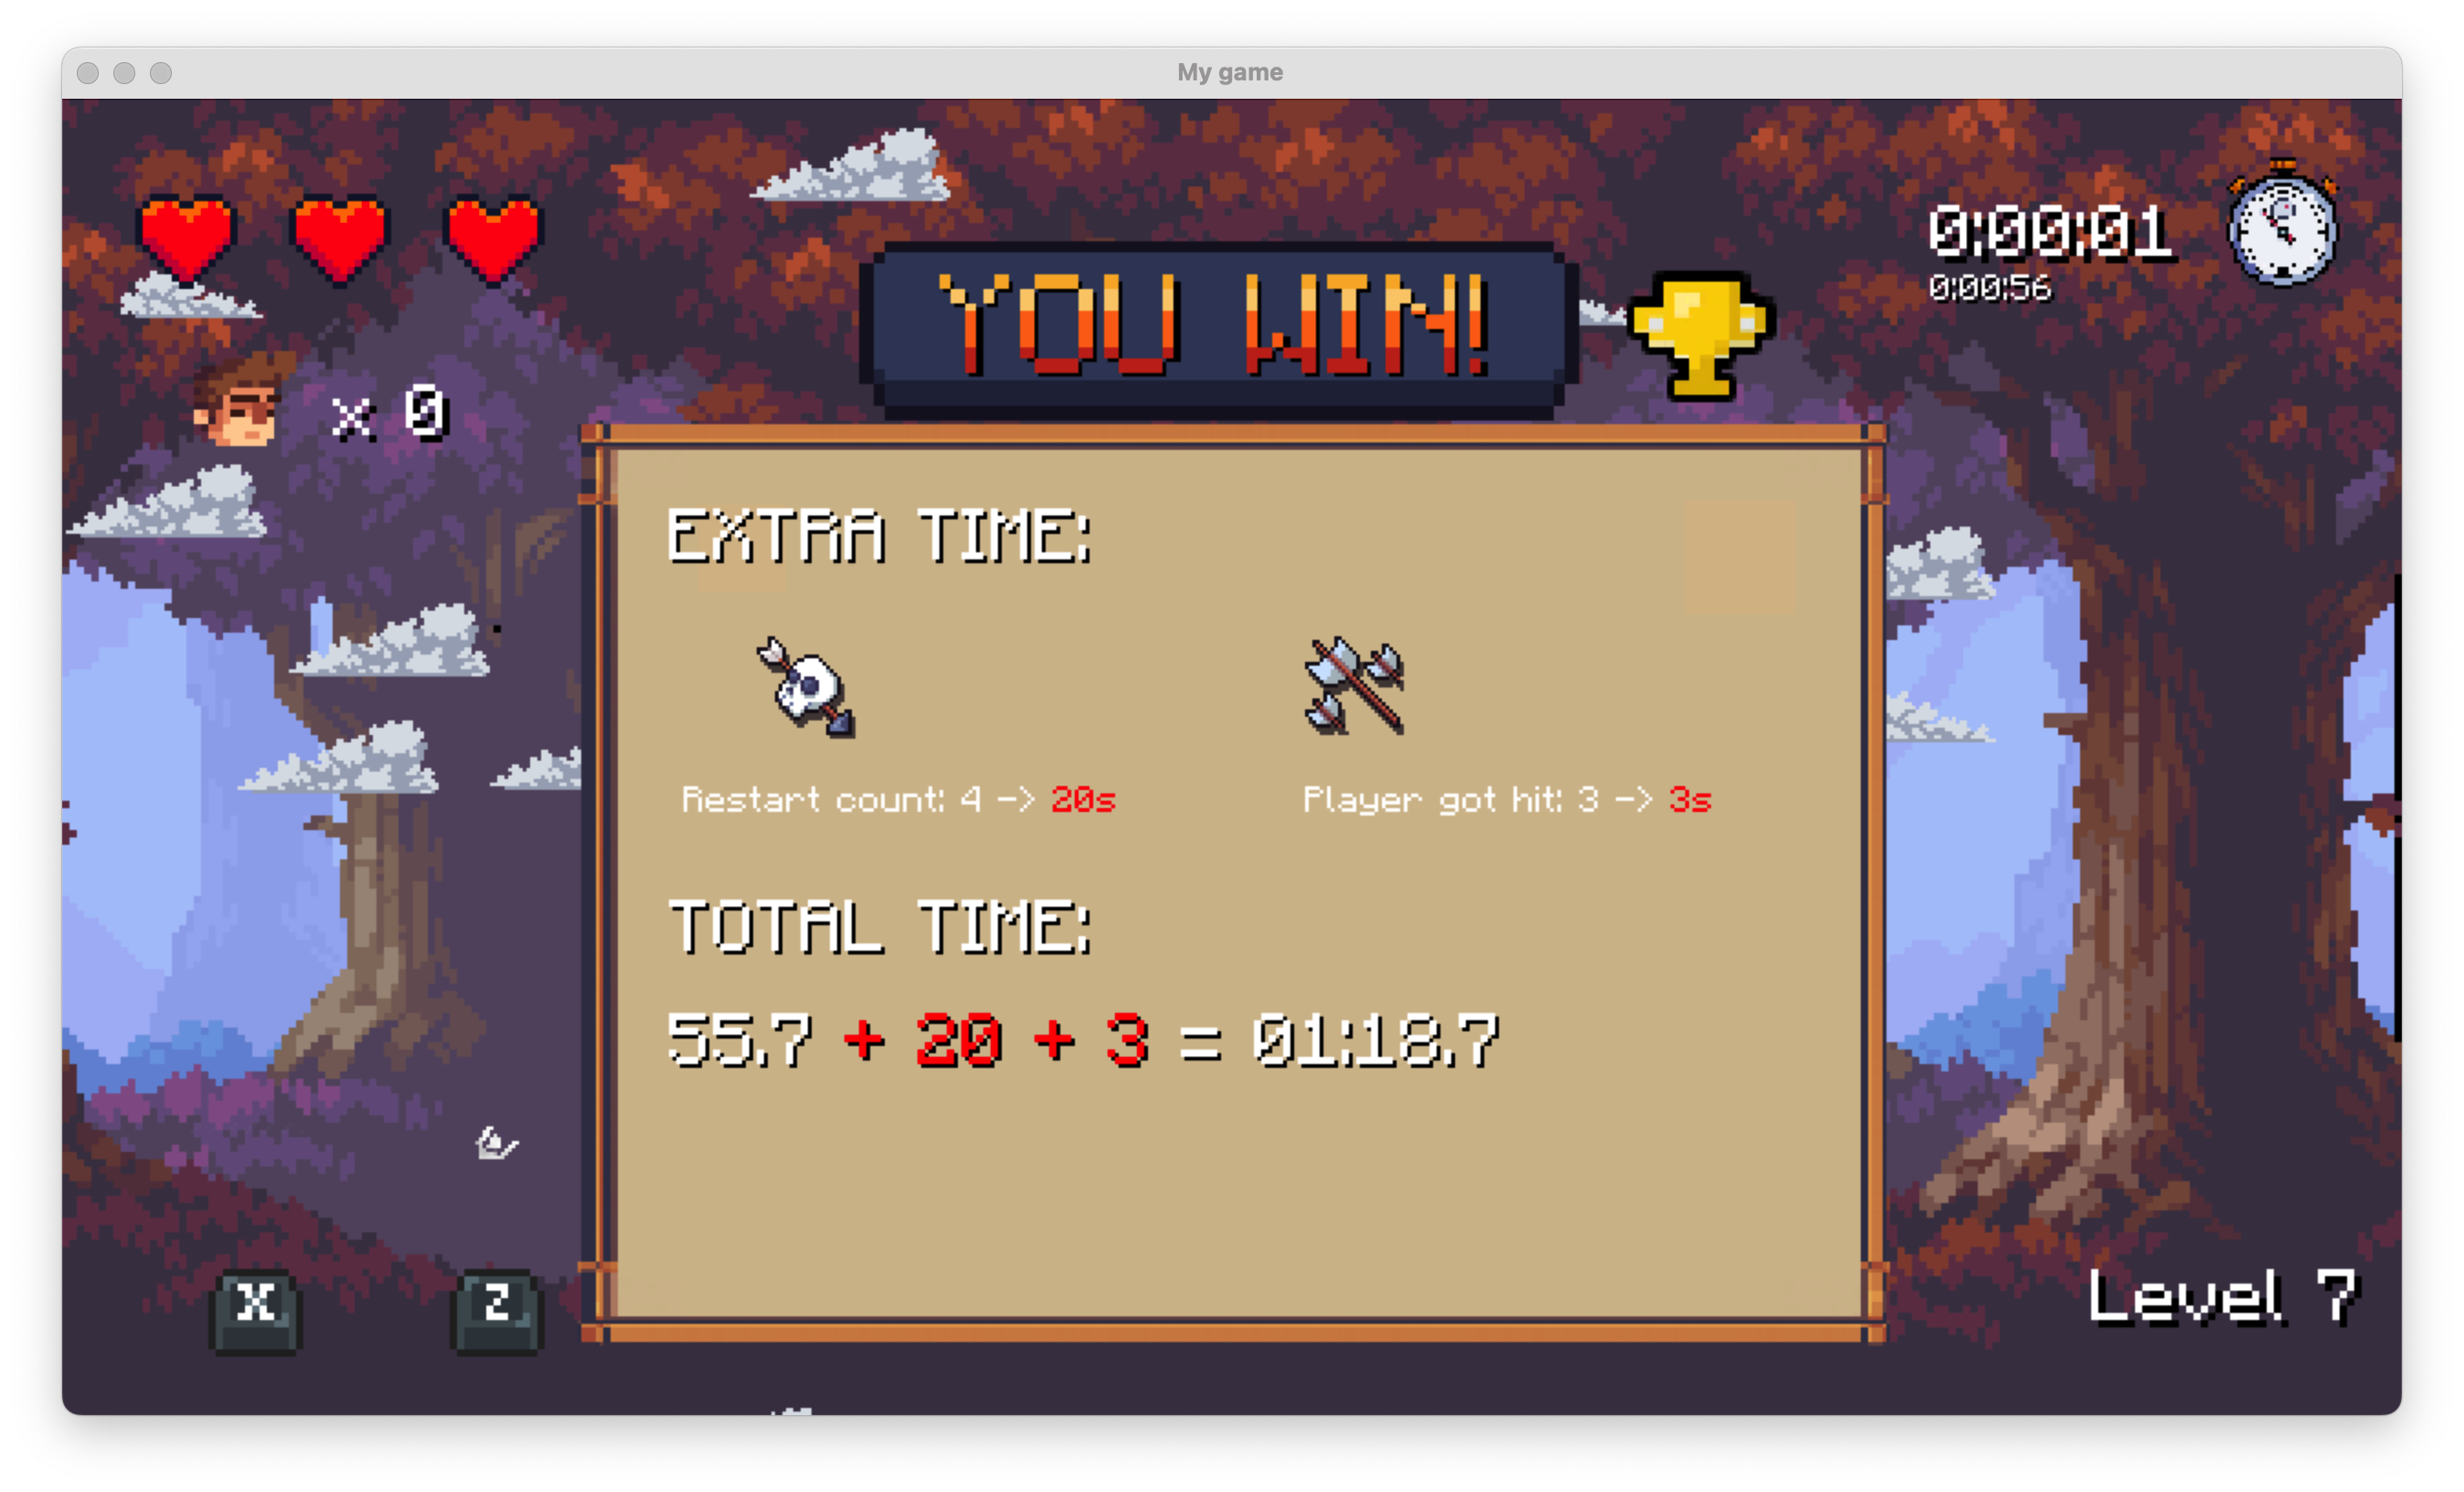 My game
0:00:01
0:00:56
YOU WIN!
x 0
EXTRA TIME:
Restart count: 4 -> 20s
Player got hit: 3 -> 3s
TOTAL TIME:
55.7 + 20 + 3 = 01:18.7
X
Z
Level 7